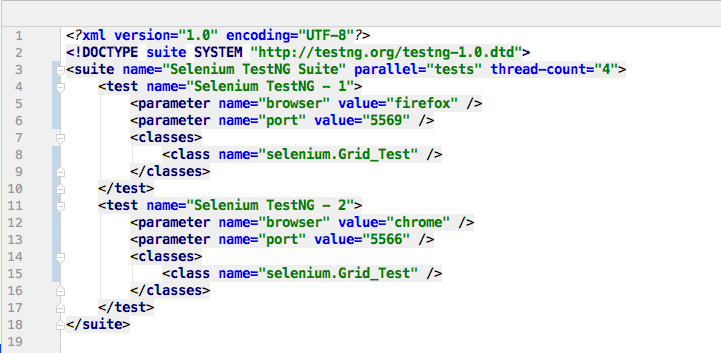 1 <?xml version="1.0" encoding="UTF-8"?>
2 <!DOCTYPE suite SYSTEM "http://testng.org/testng-1.0.dtd">
3 <suite name="Selenium TestNG Suite" parallel="tests" thread-count="4">
4     <test name="Selenium TestNG - 1">
5         <parameter name="browser" value="firefox" />
6         <parameter name="port" value="5569" />
7         <classes>
8             <class name="selenium.Grid_Test" />
9         </classes>
10     </test>
11     <test name="Selenium TestNG - 2">
12         <parameter name="browser" value="chrome" />
13         <parameter name="port" value="5566" />
14         <classes>
15             <class name="selenium.Grid_Test" />
16         </classes>
17     </test>
18 </suite>
19